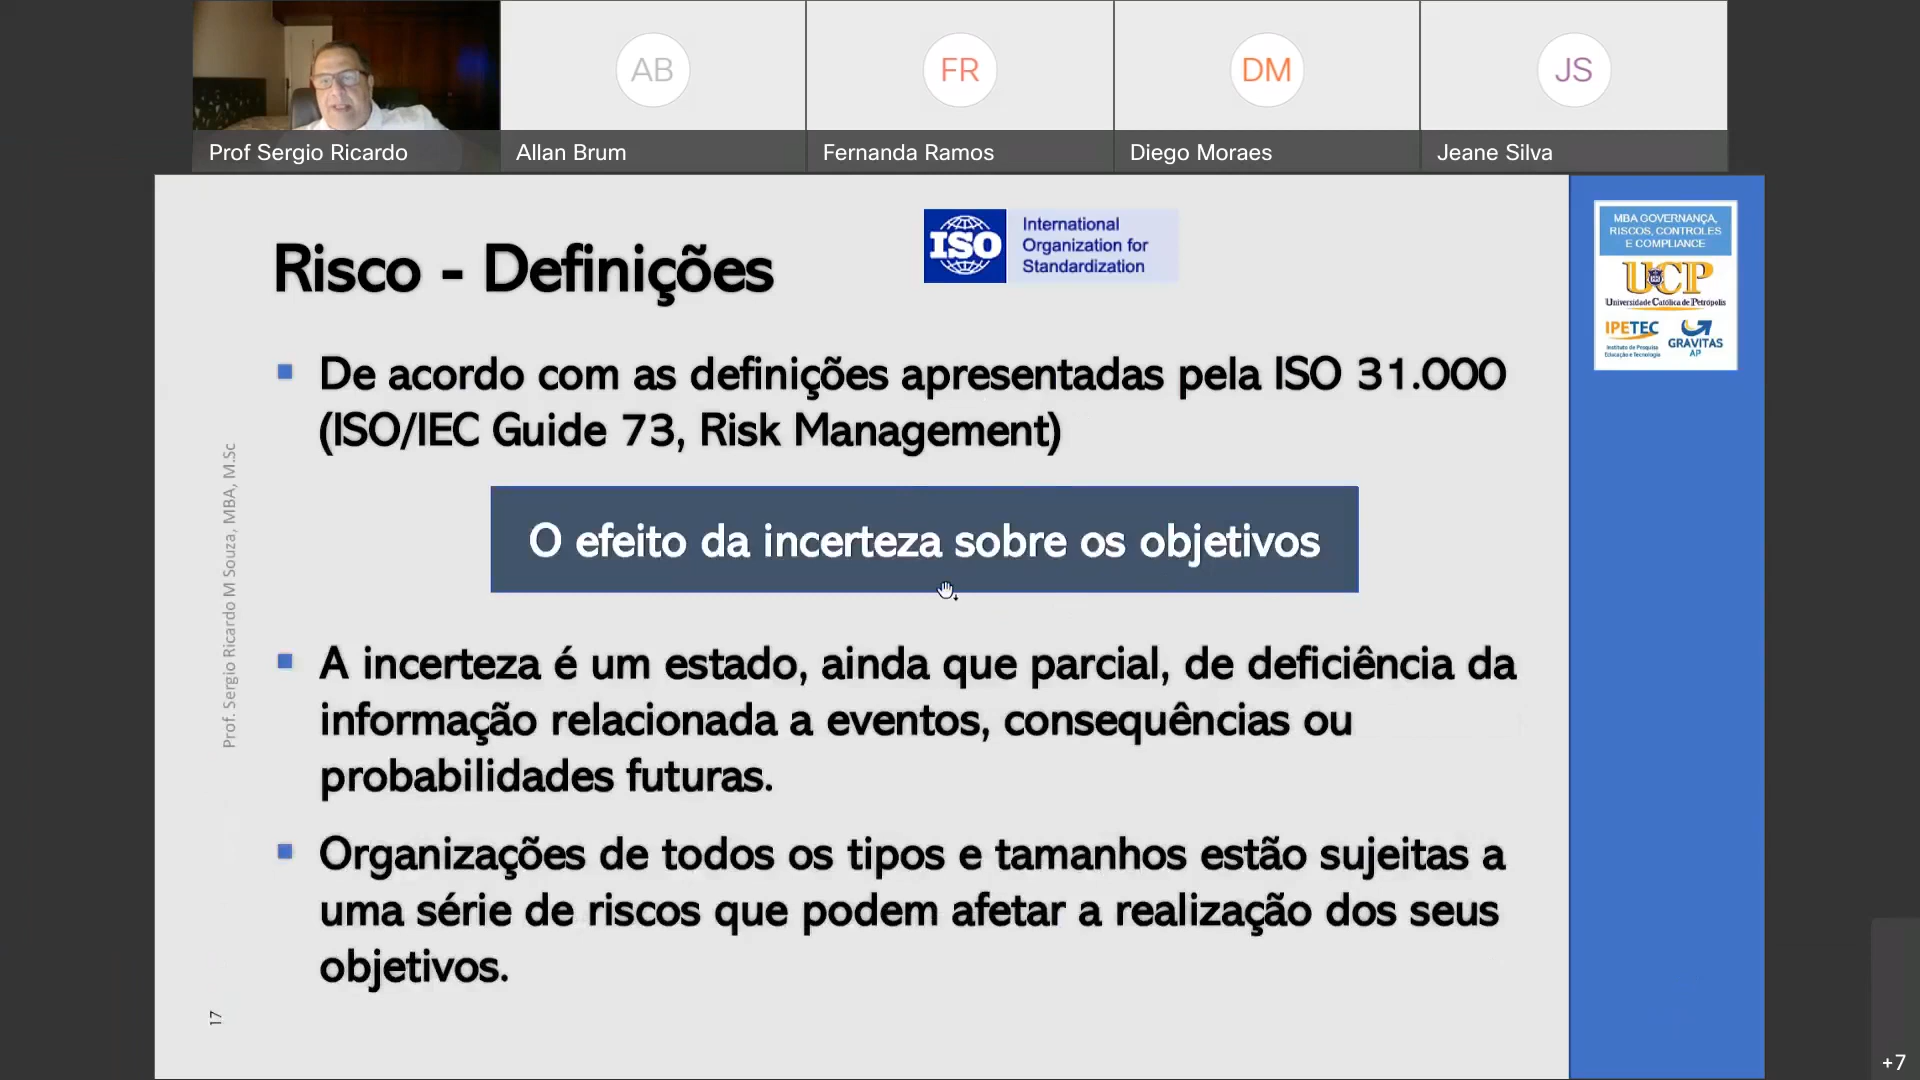 AB
FR
DM
JS
Prof Sergio Ricardo
Allan Brum
Fernanda Ramos
Diego Moraes
Jeane Silva
Risco - Definições
ISO
International
Organization for
Standardization
De acordo com as definições apresentadas pela ISO 31.000
(ISO/IEC Guide 73, Risk Management)
O efeito da incerteza sobre os objetivos
A incerteza é um estado, ainda que parcial, de deficiência da
informação relacionada a eventos, consequências ou
probabilidades futuras.
Organizações de todos os tipos e tamanhos estão sujeitas a
uma série de riscos que podem afetar a realização dos seus
objetivos.
Prof. Sergio Ricardo M Souza, MBA, M.Sc
17
MBA GOVERNANÇA,
RISCOS, CONTROLES
E COMPLIANCE
UCP
Universidade Católica de Petrópolis
IPETEC
Instituto de Pesquisa
Educação e Tecnologia
GRAVITAS
AP
+7